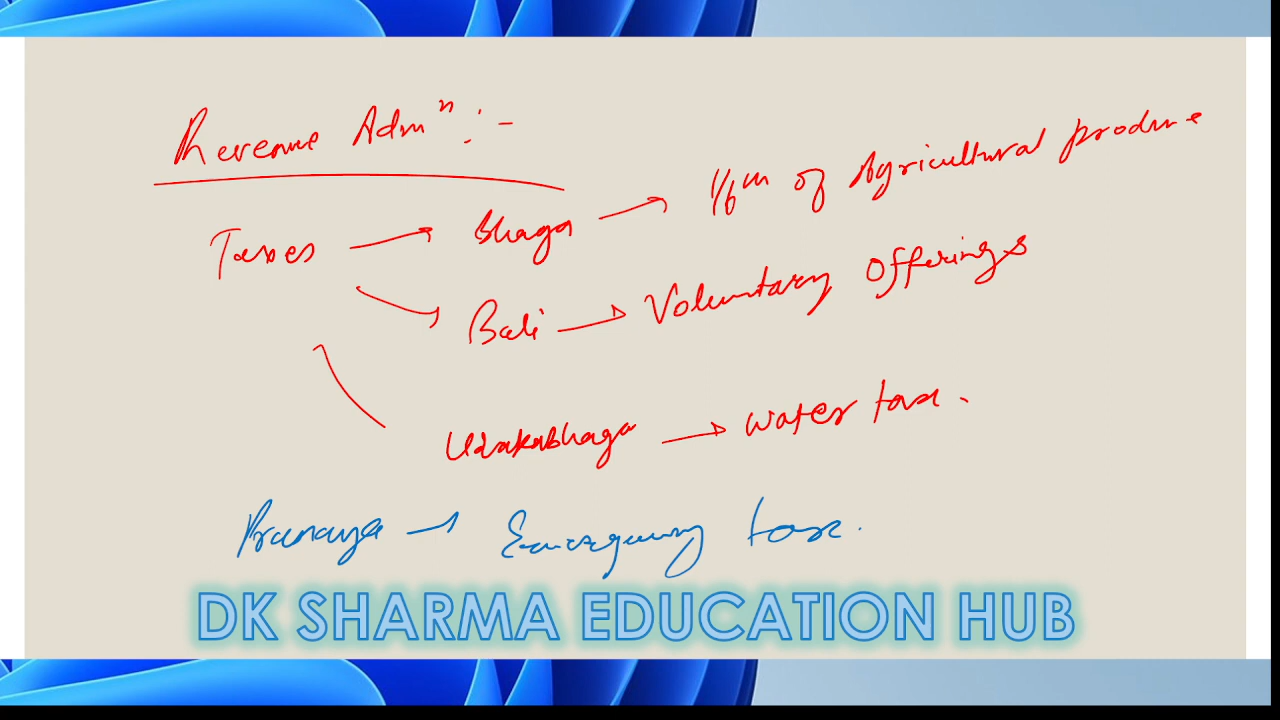 Revenue Admⁿ :-
Taxes → Bhaga → 1/6th of Agricultural produce
→ Bali → Voluntary Offerings
Udakabhaga → Water tax.
Pranaya → Emergency tax.
DK SHARMA EDUCATION HUB